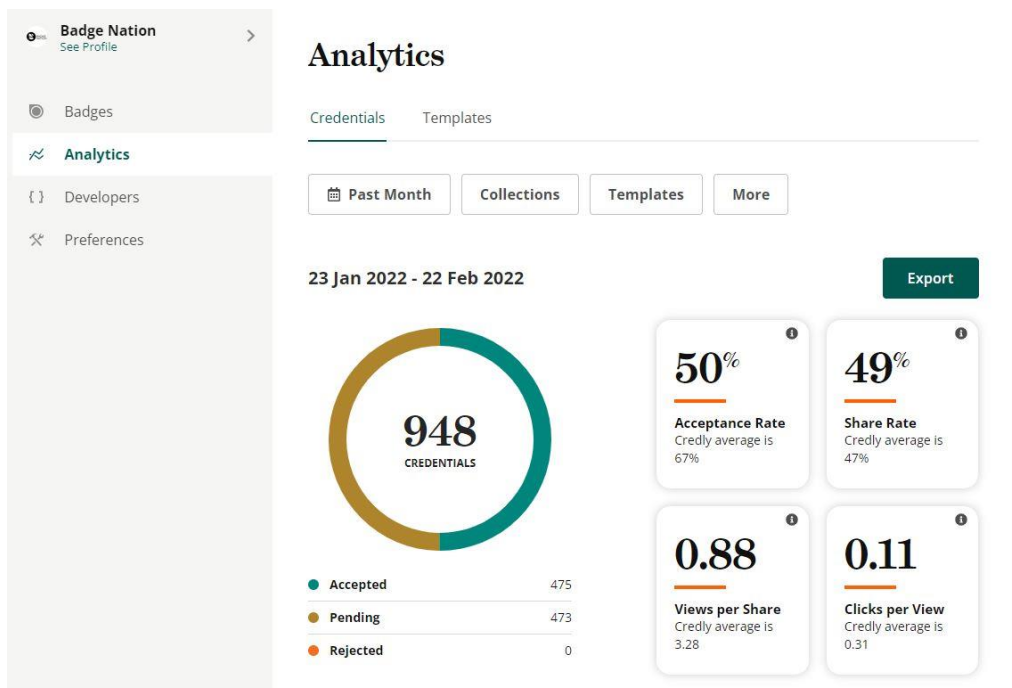 Badge Nation
See Profile
Badges
Analytics
Developers
Preferences
Analytics
Credentials Templates
Past Month Collections Templates More
23 Jan 2022 - 22 Feb 2022 Export
948
CREDENTIALS
Accepted 475
Pending 473
Rejected 0
50%
Acceptance Rate
Credly average is
67%
49%
Share Rate
Credly average is
47%
0.88
Views per Share
Credly average is
3.28
0.11
Clicks per View
Credly average is
0.31